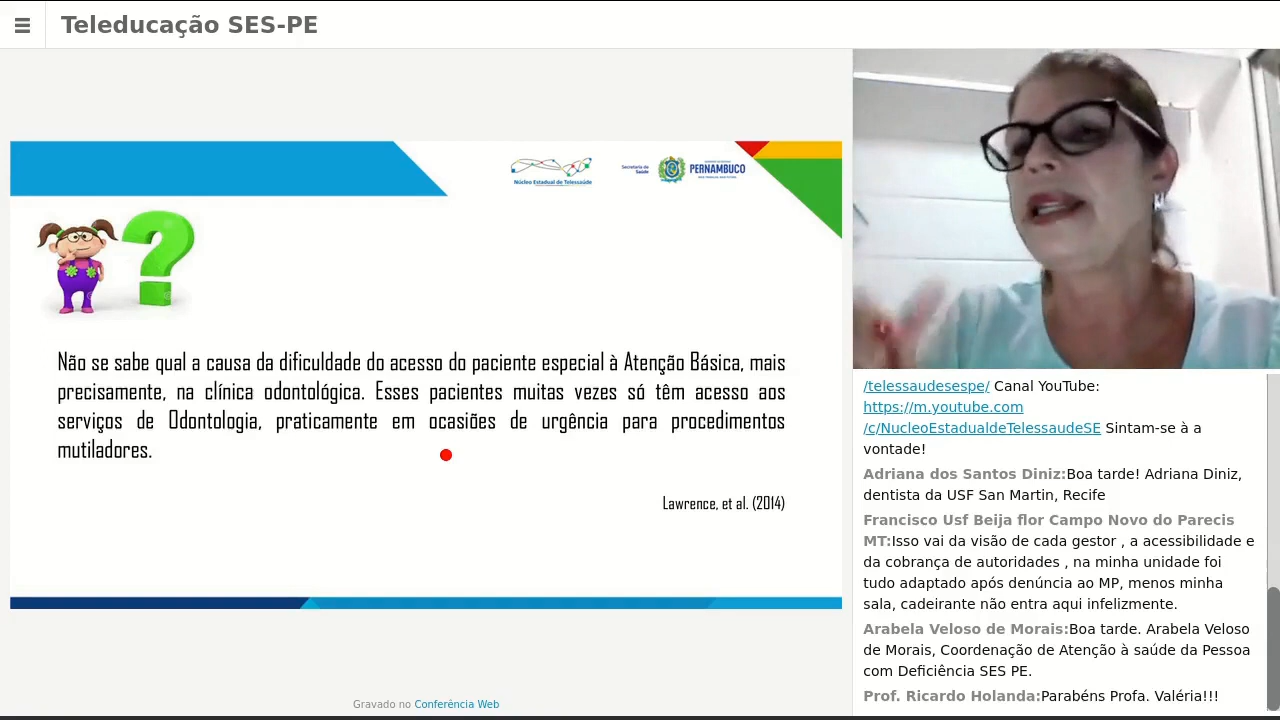 Teleducação SES-PE
Núcleo Estadual de Telessaúde
Secretaria de
Saúde
PERNAMBUCO
Não se sabe qual a causa da dificuldade do acesso do paciente especial à Atenção Básica, mais
precisamente, na clínica odontológica. Esses pacientes muitas vezes só têm acesso aos
serviços de Odontologia, praticamente em ocasiões de urgência para procedimentos
mutiladores.
Lawrence, et al. (2014)
Gravado no Conferência Web
/telessaudesespe/ Canal YouTube:
https://m.youtube.com
/c/NucleoEstadualdeTelessaudeSE Sintam-se à a
vontade!
Adriana dos Santos Diniz:Boa tarde! Adriana Diniz,
dentista da USF San Martin, Recife
Francisco Usf Beija flor Campo Novo do Parecis
MT:Isso vai da visão de cada gestor , a acessibilidade e
da cobrança de autoridades , na minha unidade foi
tudo adaptado após denúncia ao MP, menos minha
sala, cadeirante não entra aqui infelizmente.
Arabela Veloso de Morais:Boa tarde. Arabela Veloso
de Morais, Coordenação de Atenção à saúde da Pessoa
com Deficiência SES PE.
Prof. Ricardo Holanda:Parabéns Profa. Valéria!!!